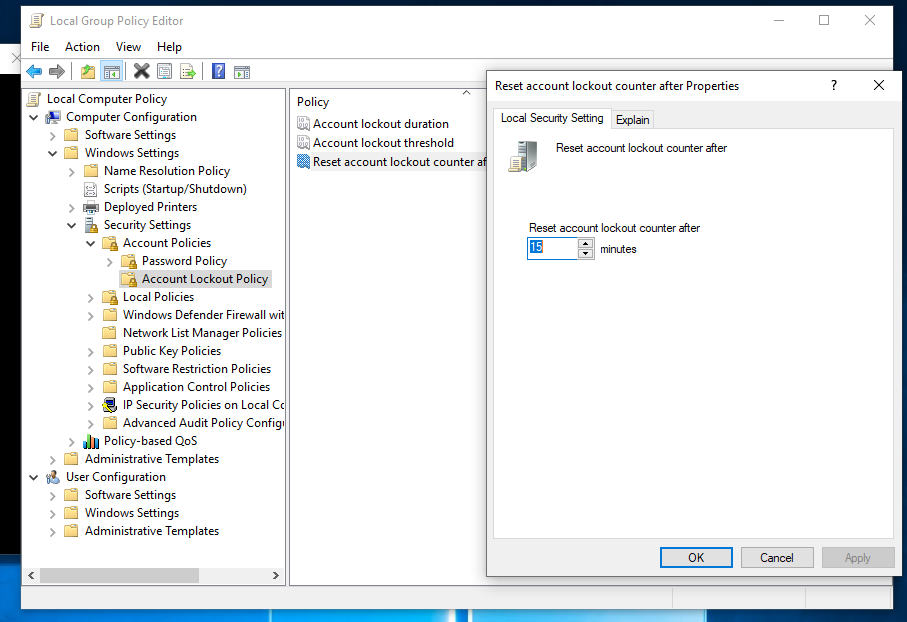 Local Group Policy Editor
File Action View Help
Local Computer Policy
Computer Configuration
Software Settings
Windows Settings
Name Resolution Policy
Scripts (Startup/Shutdown)
Deployed Printers
Security Settings
Account Policies
Password Policy
Account Lockout Policy
Local Policies
Windows Defender Firewall wit
Network List Manager Policies
Public Key Policies
Software Restriction Policies
Application Control Policies
IP Security Policies on Local Co
Advanced Audit Policy Configu
Policy-based QoS
Administrative Templates
User Configuration
Software Settings
Windows Settings
Administrative Templates
Policy
Account lockout duration
Account lockout threshold
Reset account lockout counter af
Reset account lockout counter after Properties ?
Local Security Setting Explain
Reset account lockout counter after
Reset account lockout counter after
15 minutes
OK Cancel Apply